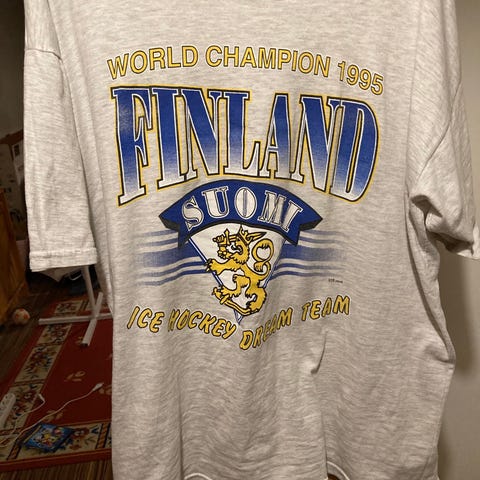 WORLD CHAMPION 1995
FINLAND
SUOMI
ICE HOCKEY DREAM TEAM